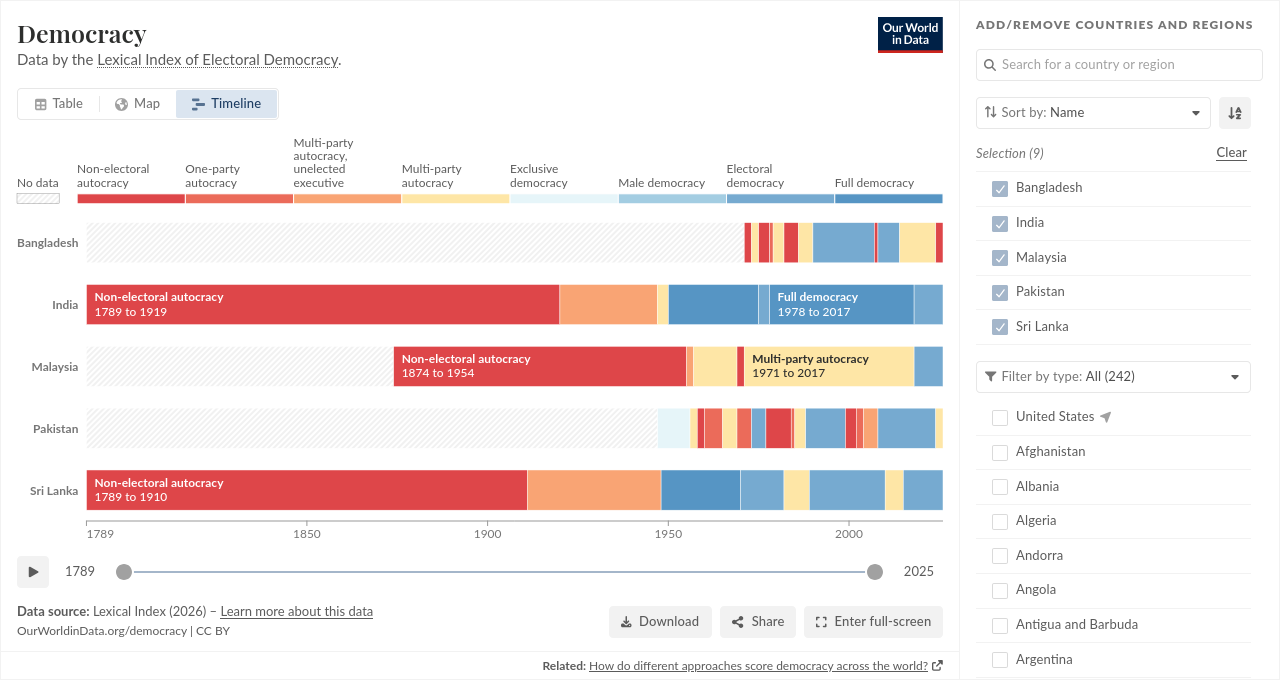 Democracy
Data by the Lexical Index of Electoral Democracy.
Our World
in Data
Table
Map
Timeline
No data
Non-electoral
autocracy
One-party
autocracy
Multi-party
autocracy,
unelected
executive
Multi-party
autocracy
Exclusive
democracy
Male democracy
Electoral
democracy
Full democracy
Bangladesh
India
Non-electoral autocracy
1789 to 1919
Full democracy
1978 to 2017
Malaysia
Non-electoral autocracy
1874 to 1954
Multi-party autocracy
1971 to 2017
Pakistan
Sri Lanka
Non-electoral autocracy
1789 to 1910
1789
1850
1900
1950
2000
1789
2025
Data source: Lexical Index (2026) – Learn more about this data
OurWorldinData.org/democracy | CC BY
Download
Share
Enter full-screen
Related: How do different approaches score democracy across the world?
ADD/REMOVE COUNTRIES AND REGIONS
Search for a country or region
Sort by: Name
Selection (9)
Clear
Bangladesh
India
Malaysia
Pakistan
Sri Lanka
Filter by type: All (242)
United States
Afghanistan
Albania
Algeria
Andorra
Angola
Antigua and Barbuda
Argentina